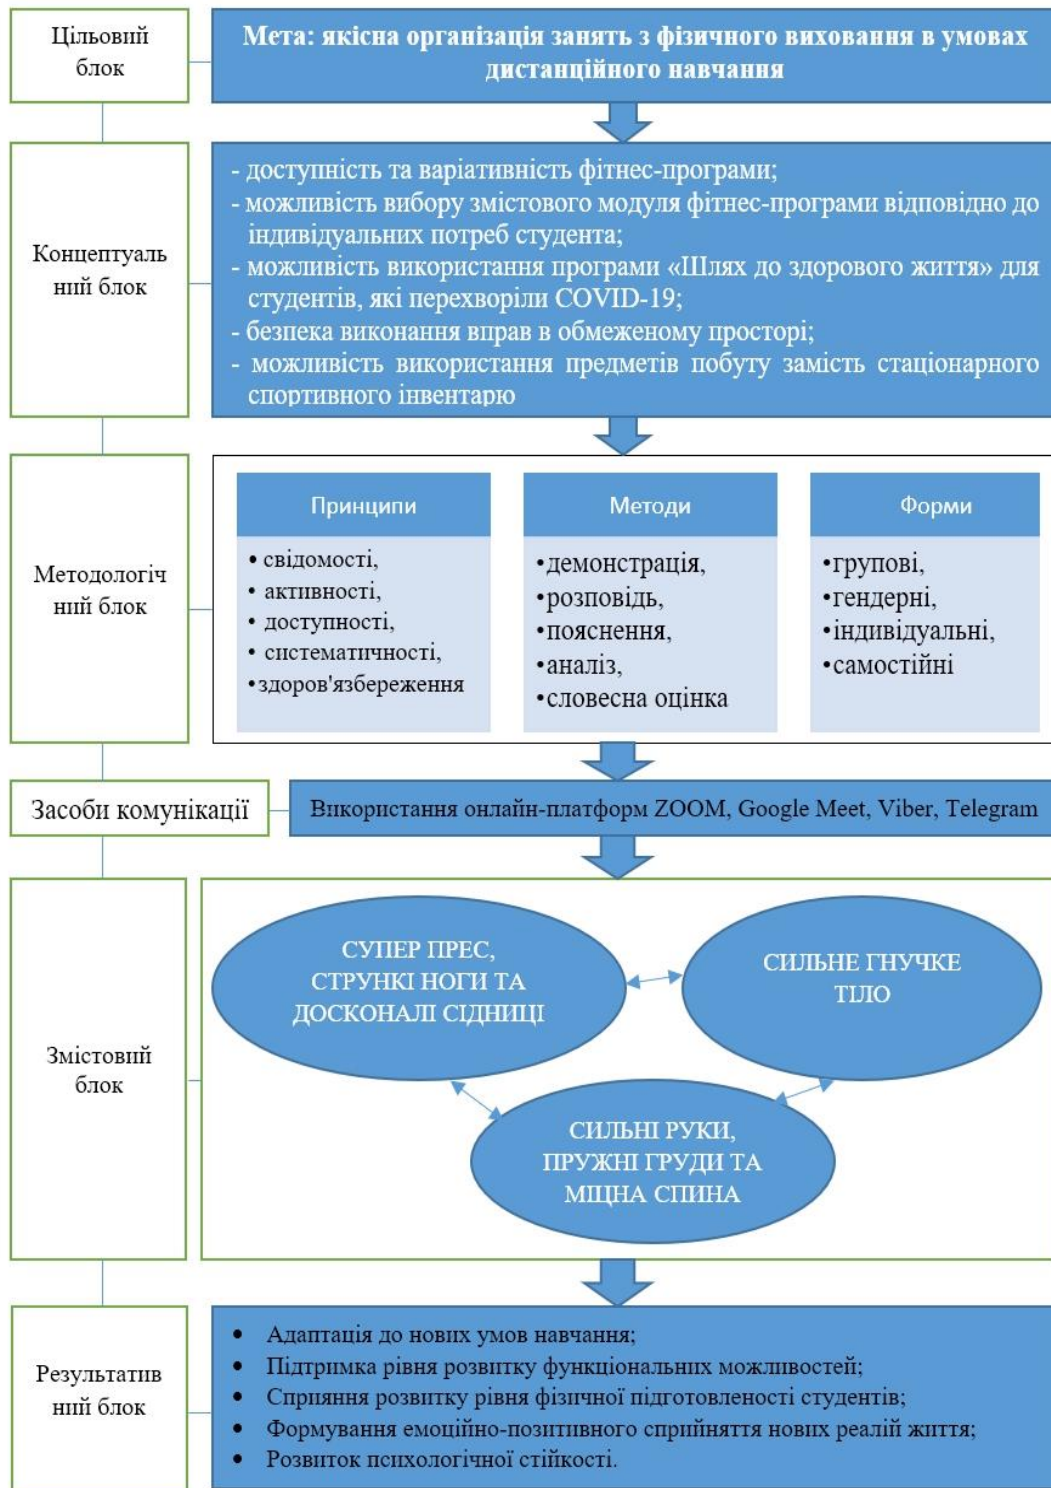 Цільовий
блок
Мета: якісна організація занять з фізичного виховання в умовах
дистанційного навчання
Концептуаль
ний блок
- доступність та варіативність фітнес-програми;
- можливість вибору змістового модуля фітнес-програми відповідно до
індивідуальних потреб студента;
- можливість використання програми «Шлях до здорового життя» для
студентів, які перехворіли COVID-19;
- безпека виконання вправ в обмеженому просторі;
- можливість використання предметів побуту замість стаціонарного
спортивного інвентарю
Методологіч
ний блок
Принципи
• свідомості,
• активності,
• доступності,
• систематичності,
•здоров'язбереження
Методи
•демонстрація,
•розповідь,
•пояснення,
•аналіз,
•словесна оцінка
Форми
•групові,
•гендерні,
•індивідуальні,
•самостійні
Засоби комунікації
Використання онлайн-платформ ZOOM, Google Meet, Viber, Telegram
Змістовий
блок
СУПЕР ПРЕС,
СТРУНКІ НОГИ ТА
ДОСКОНАЛІ СІДНИЦІ
СИЛЬНЕ ГНУЧКЕ
ТІЛО
СИЛЬНІ РУКИ,
ПРУЖНІ ГРУДИ ТА
МІЦНА СПИНА
Результатив
ний блок
• Адаптація до нових умов навчання;
• Підтримка рівня розвитку функціональних можливостей;
• Сприяння розвитку рівня фізичної підготовленості студентів;
• Формування емоційно-позитивного сприйняття нових реалій життя;
• Розвиток психологічної стійкості.